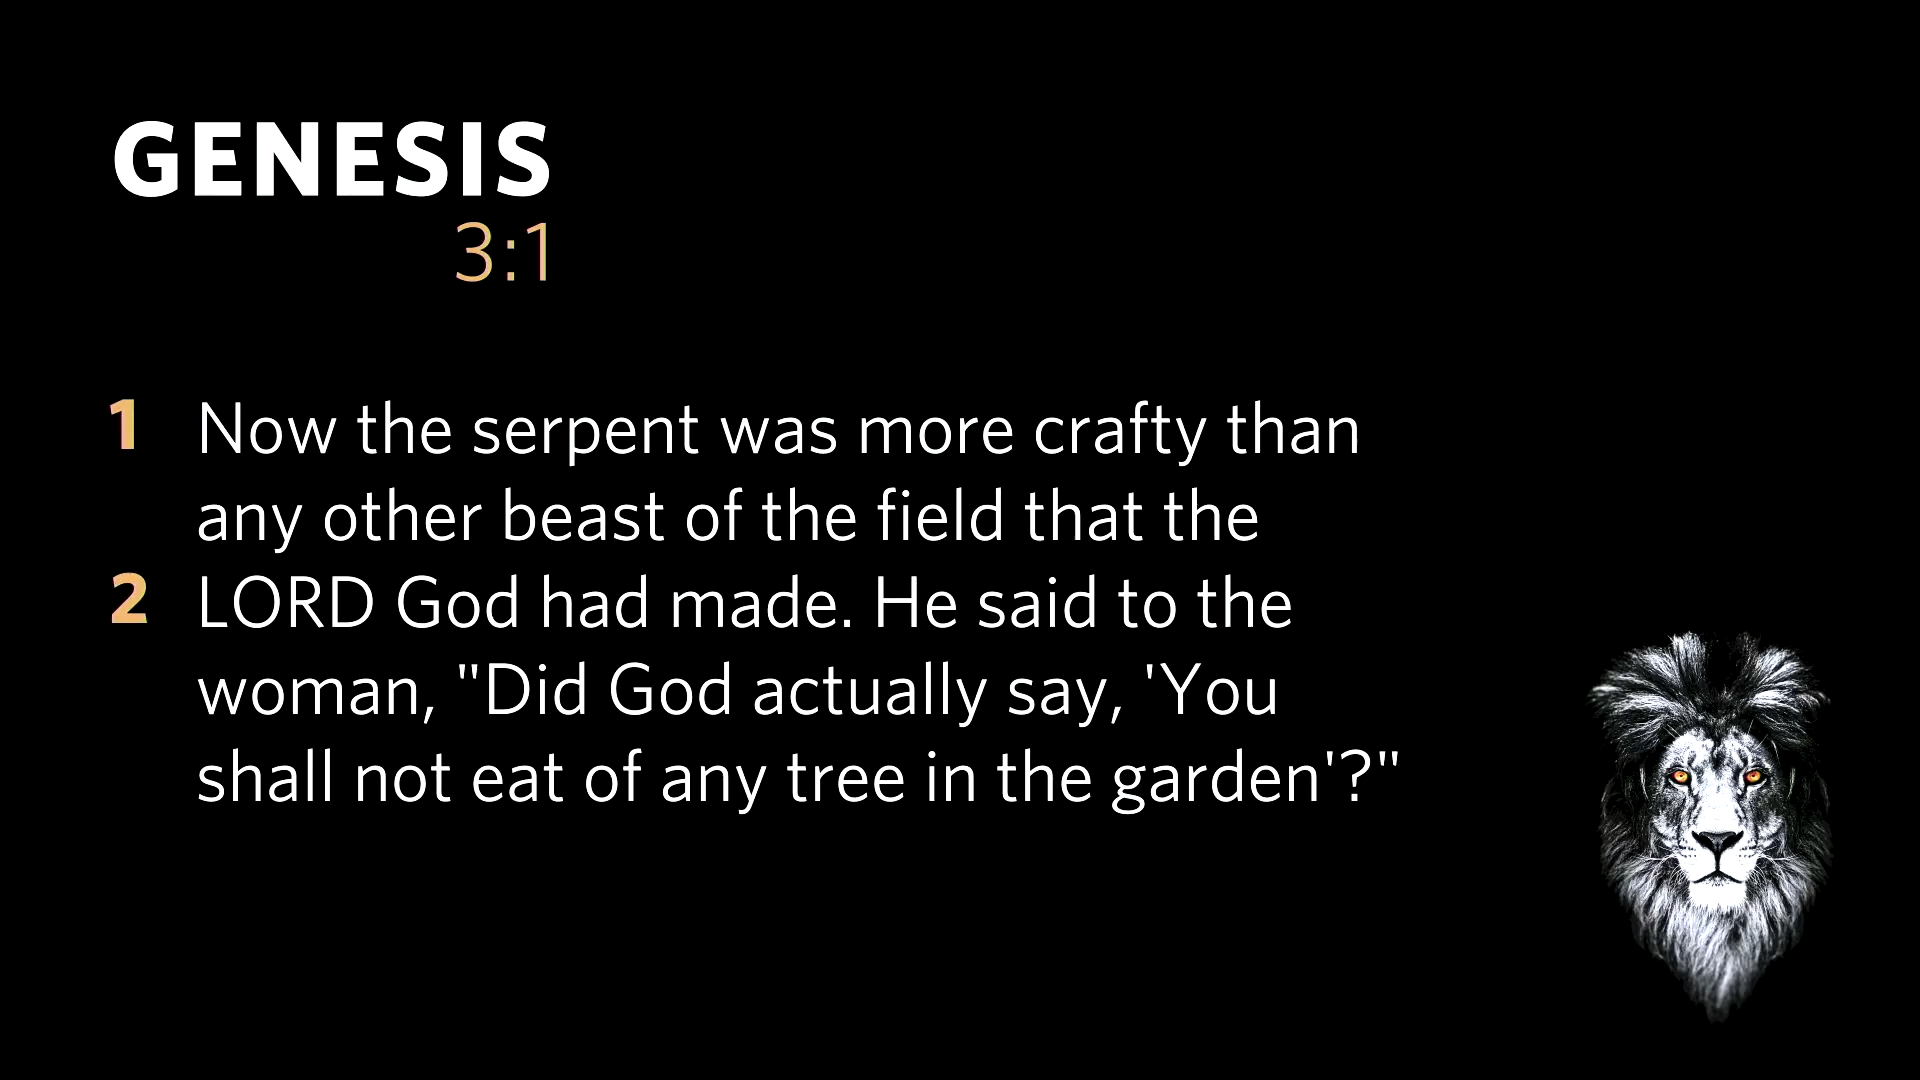 GENESIS
3:1
1 Now the serpent was more crafty than
any other beast of the field that the
2 LORD God had made. He said to the
woman, "Did God actually say, 'You
shall not eat of any tree in the garden'?"